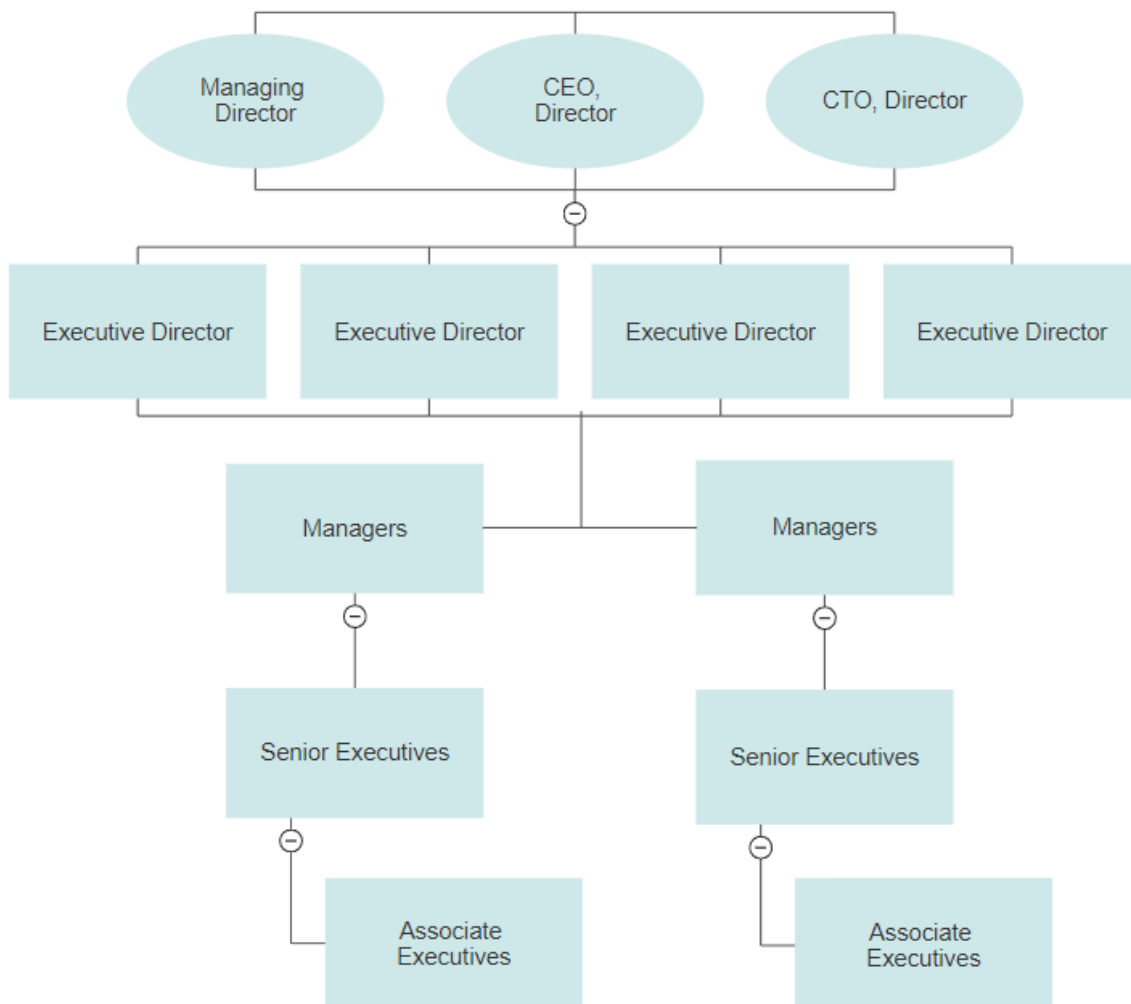 Managing
Director
CEO,
Director
CTO, Director
Executive Director
Executive Director
Executive Director
Executive Director
Managers
Managers
Senior Executives
Senior Executives
Associate
Executives
Associate
Executives